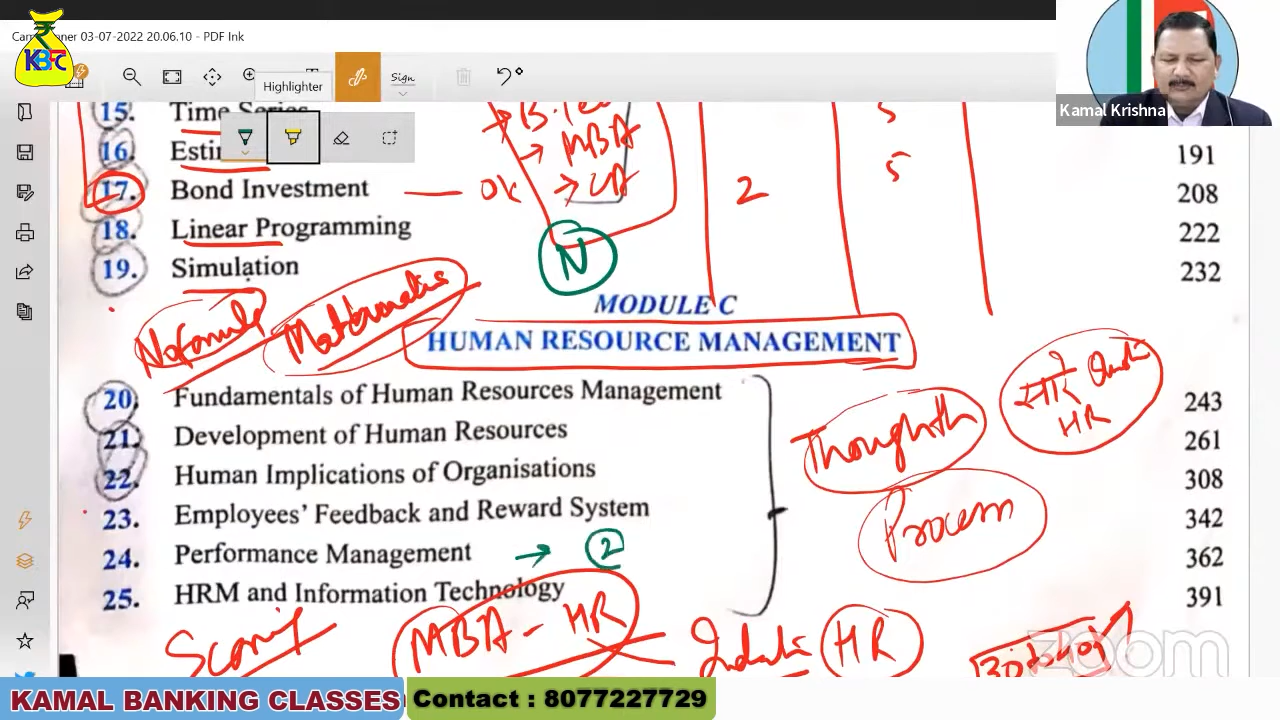 Cam ner 03-07-2022 20.06.10 - PDF Ink
KBFC
Sign
Highlighter
Kamal Krishna
15. Time Series
B.Tec
5
16. Esti
MBA
191
17. Bond Investment
OK
CA
2
5
208
18. Linear Programming
222
N
19. Simulation
232
No formula
Mathematics
MODULE C
HUMAN RESOURCE MANAGEMENT
20. Fundamentals of Human Resources Management
243
21. Development of Human Resources
261
22. Human Implications of Organisations
308
23. Employees' Feedback and Reward System
342
24. Performance Management
2
362
25. HRM and Information Technology
391
Process
सारे
HR
MBA - HR
HR
zoom
KAMAL BANKING CLASSES
Contact : 8077227729